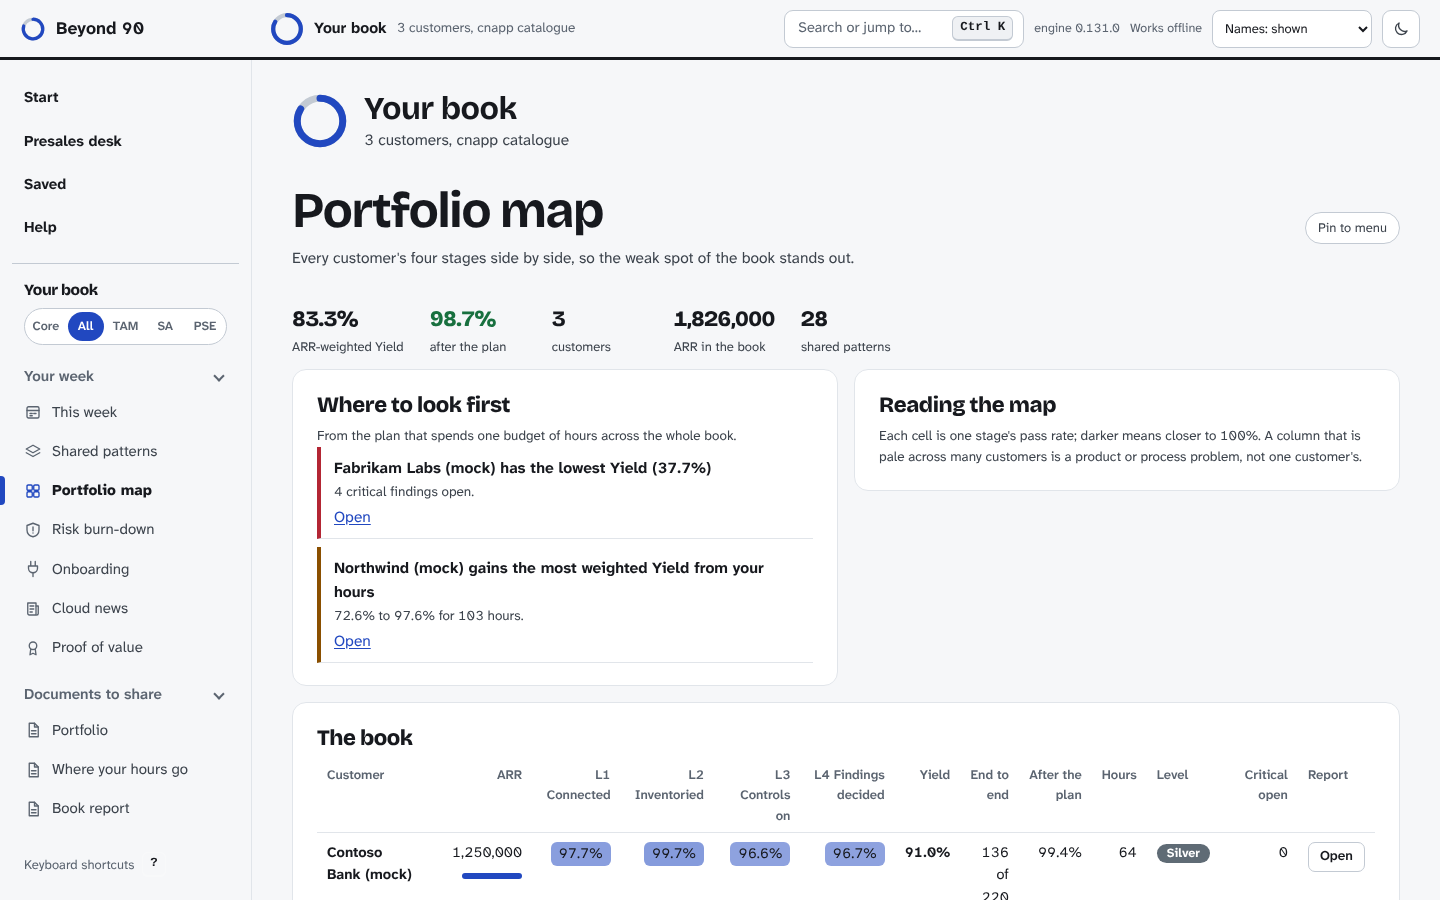 Beyond 90
Your book 3 customers, cnapp catalogue
Search or jump to... Ctrl K
engine 0.131.0 Works offline
Names: shown
Start
Presales desk
Saved
Help
Your book
Core All TAM SA PSE
Your week
This week
Shared patterns
Portfolio map
Risk burn-down
Onboarding
Cloud news
Proof of value
Documents to share
Portfolio
Where your hours go
Book report
Keyboard shortcuts ?
Your book
3 customers, cnapp catalogue
Portfolio map
Pin to menu
Every customer's four stages side by side, so the weak spot of the book stands out.
83.3% 98.7% 3 1,826,000 28
ARR-weighted Yield after the plan customers ARR in the book shared patterns
Where to look first
From the plan that spends one budget of hours across the whole book.
Fabrikam Labs (mock) has the lowest Yield (37.7%)
4 critical findings open.
Open
Northwind (mock) gains the most weighted Yield from your
hours
72.6% to 97.6% for 103 hours.
Open
Reading the map
Each cell is one stage's pass rate; darker means closer to 100%. A column that is
pale across many customers is a product or process problem, not one customer's.
The book
Customer ARR L1 L2 L3 L4 Findings Yield End to After the Hours Level Critical Report
Connected Inventoried Controls decided end plan open
on
Contoso 1,250,000 97.7% 99.7% 96.6% 96.7% 91.0% 136 99.4% 64 Silver 0 Open
Bank (mock) of
220